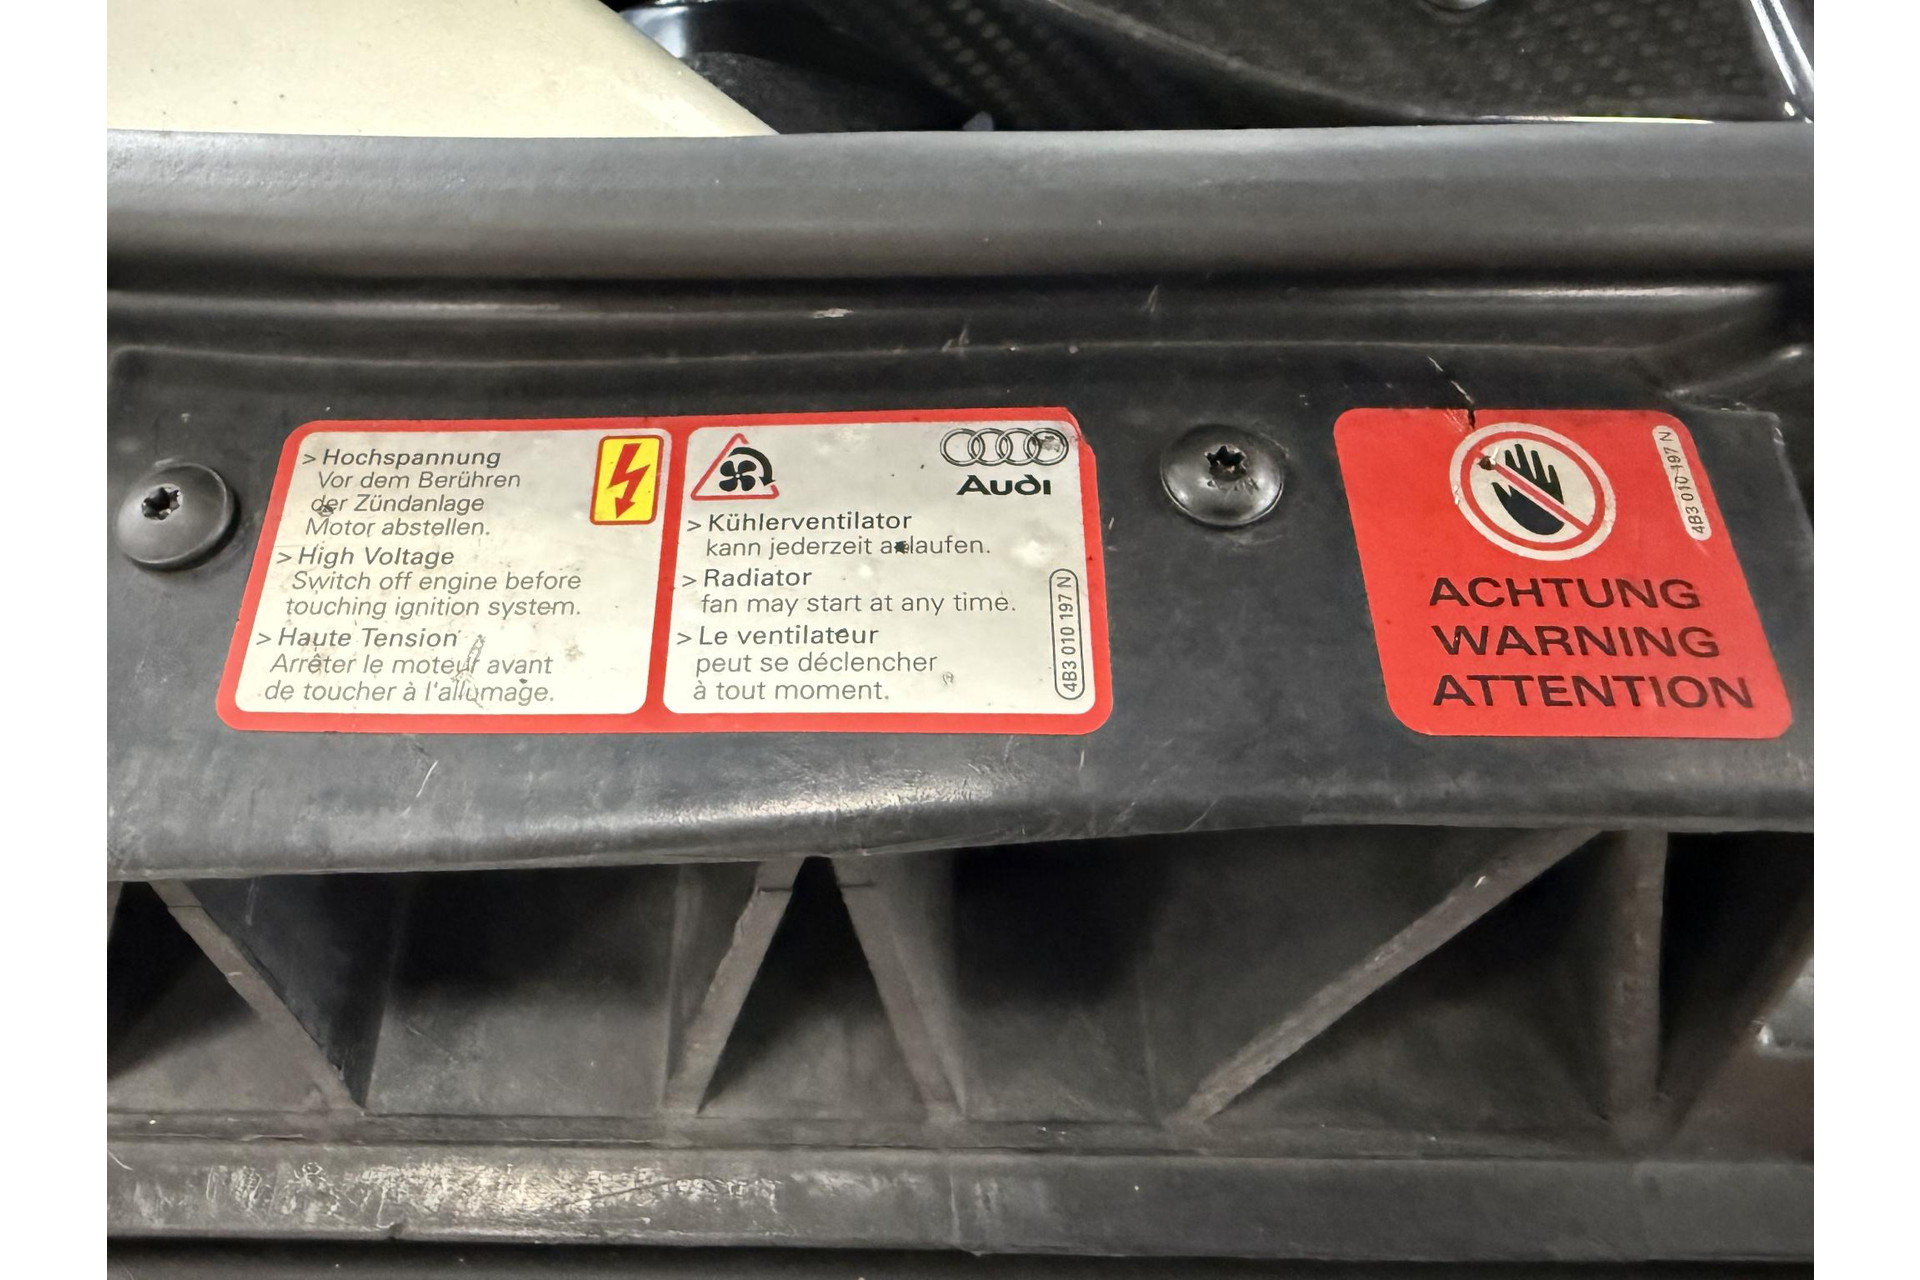 > Hochspannung
Vor dem Berühren
der Zündanlage
Motor abstellen.
> High Voltage
Switch off engine before
touching ignition system.
> Haute Tension
Arrêter le moteur avant
de toucher à l'allumage.
Audi
> Kühlerventilator
kann jederzeit anlaufen.
> Radiator
fan may start at any time.
> Le ventilateur
peut se déclencher
à tout moment.
4B3 010 197 N
4B3 010 197 N
ACHTUNG
WARNING
ATTENTION